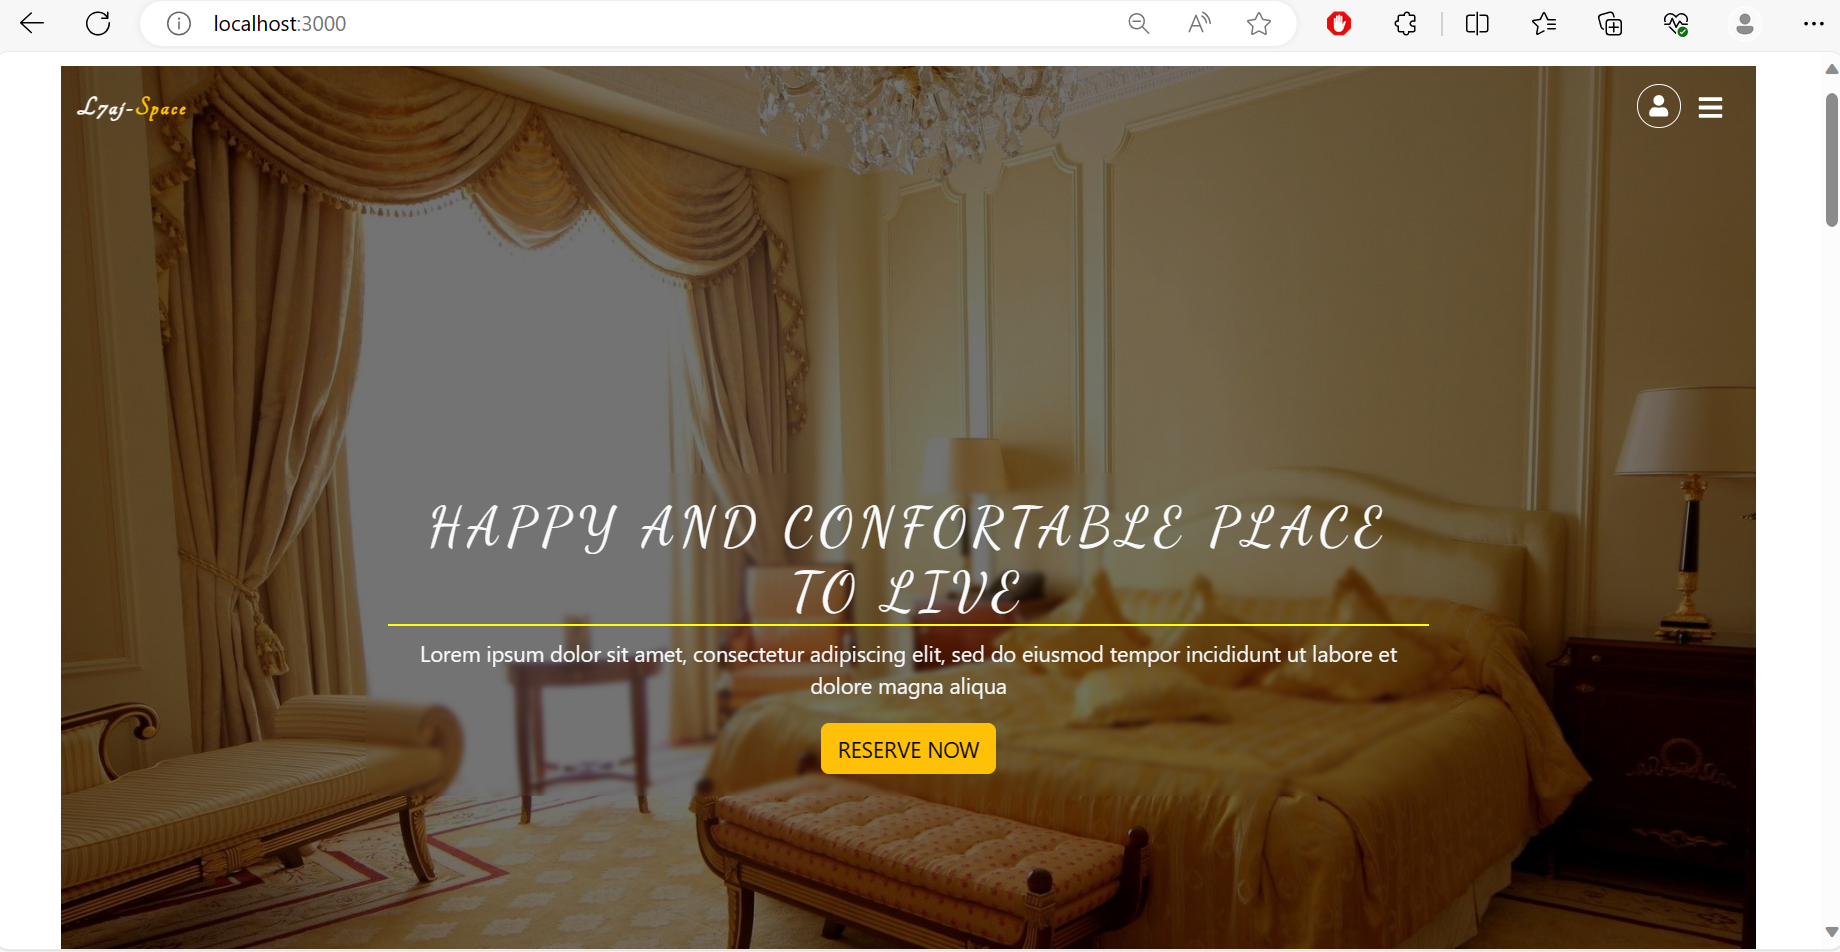 localhost:3000
L7aj-Space
HAPPY AND CONFORTABLE PLACE
TO LIVE
Lorem ipsum dolor sit amet, consectetur adipiscing elit, sed do eiusmod tempor incididunt ut labore et
dolore magna aliqua
RESERVE NOW